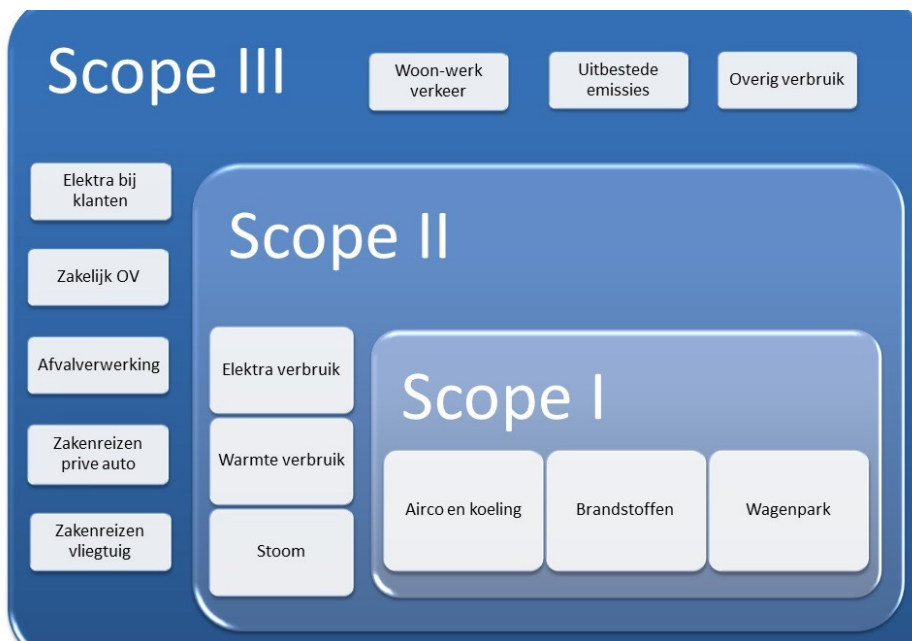 Scope III
Woon-werk
verkeer
Uitbestede
emissies
Overig verbruik
Elektra bij
klanten
Zakelijk OV
Afvalverwerking
Zakenreizen
prive auto
Zakenreizen
vliegtuig
Scope II
Elektra verbruik
Warmte verbruik
Stoom
Scope I
Airco en koeling
Brandstoffen
Wagenpark